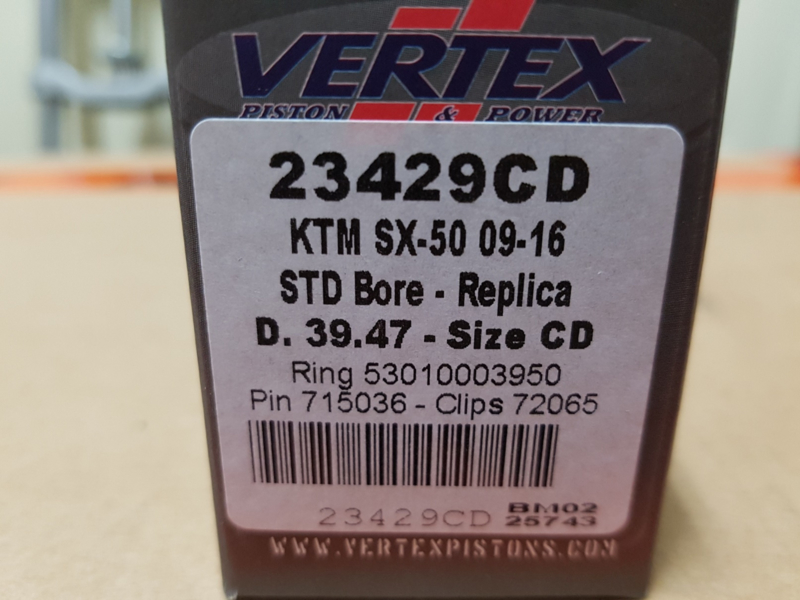 VERTEX
PISTON & POWER
23429CD
KTM SX-50 09-16
STD Bore - Replica
D. 39.47 - Size CD
Ring 53010003950
Pin 715036 - Clips 72065
23429CD BM02
25743
WWW.VERTEXPISTONS.COM